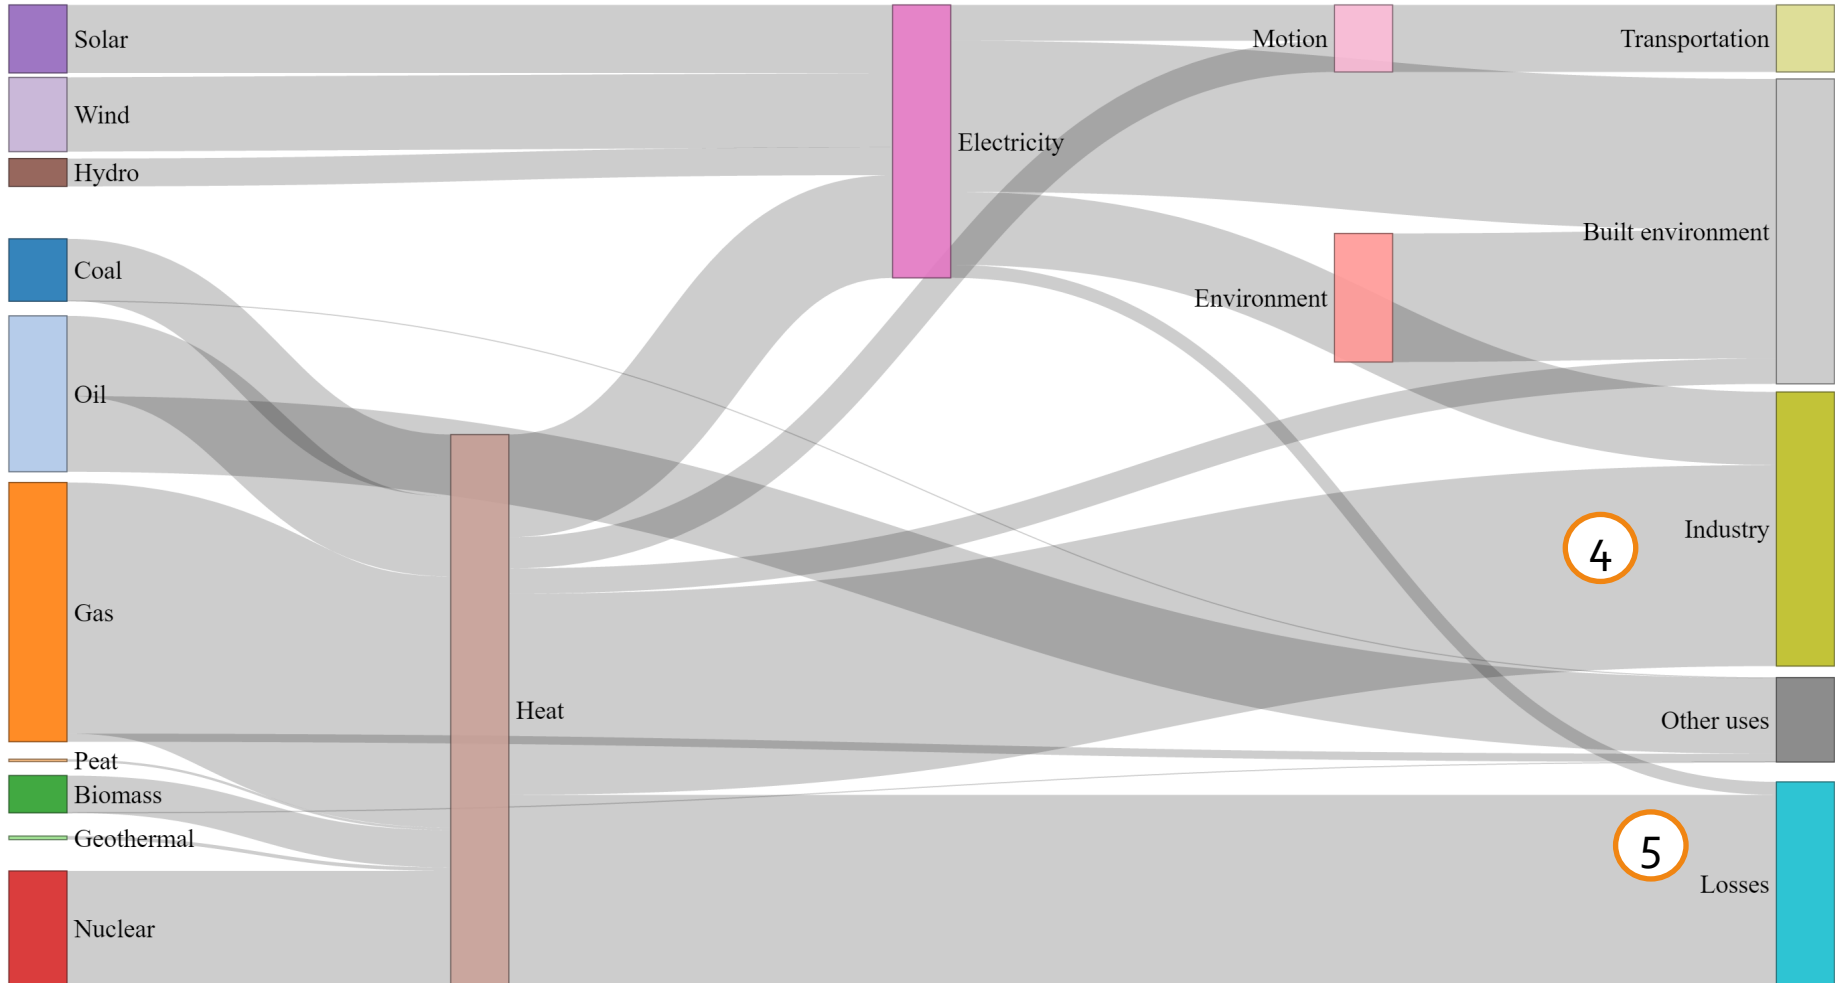 Solar
Wind
Hydro
Coal
Oil
Gas
Peat
Biomass
Geothermal
Nuclear
Heat
Electricity
Motion
Environment
Transportation
Built environment
Industry
4
Other uses
5
Losses